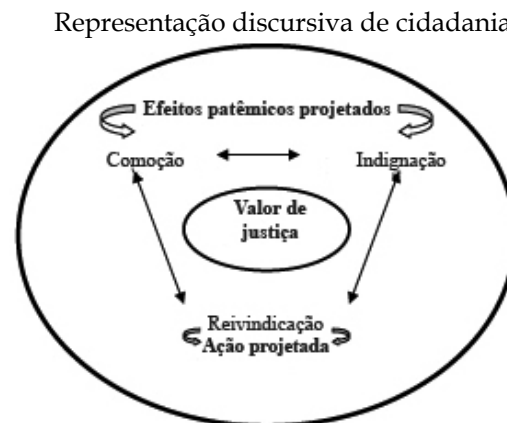 Representação discursiva de cidadania
Efeitos patêmicos projetados
Comoção
Indignação
Valor de
justiça
Reivindicação
Ação projetada